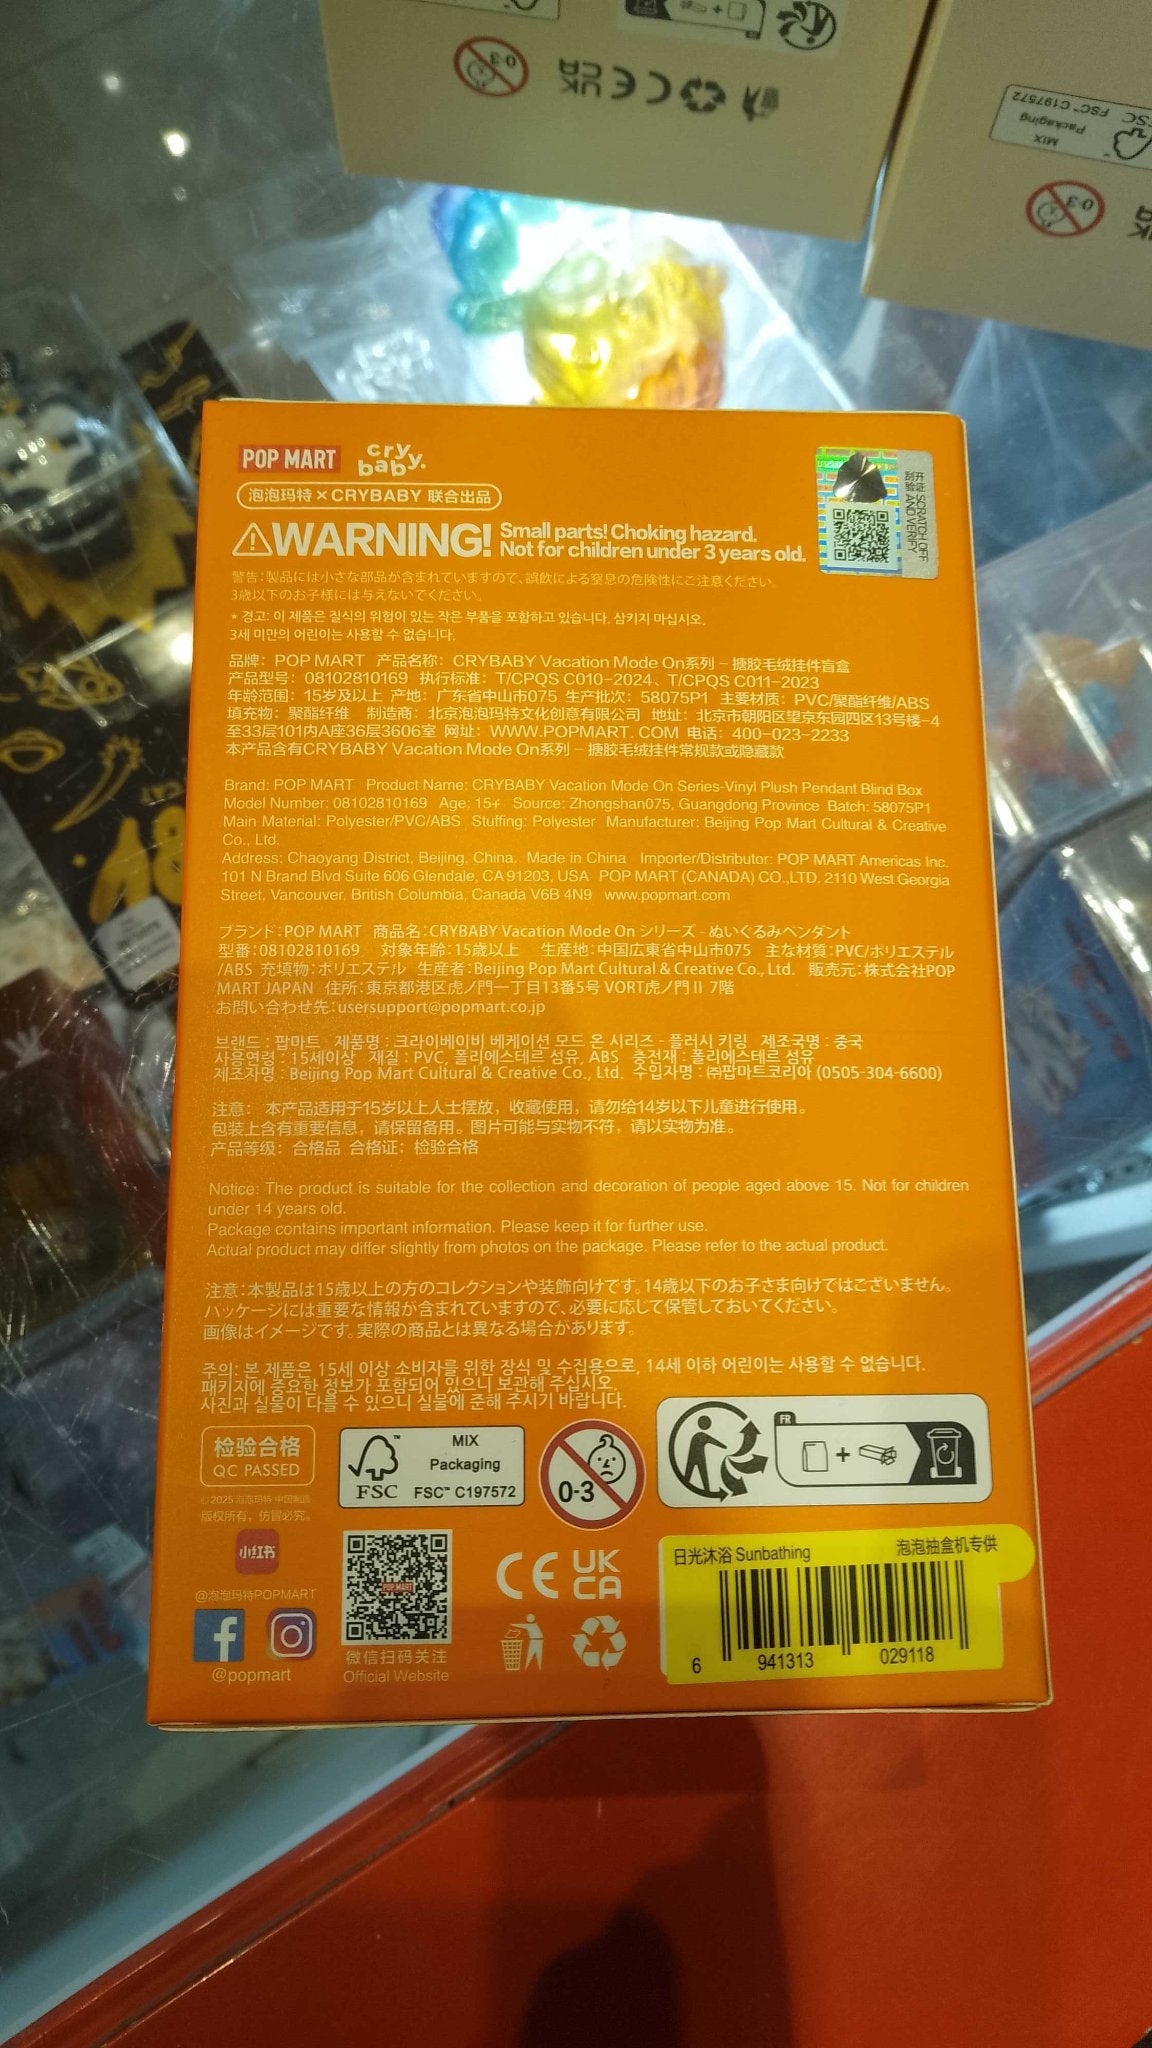 0-3
UK
CA
CE
MIX
Packaging
FSC™ C197572
0-3
POP MART
cry
baby.
泡泡玛特×CRYBABY 联合出品
开涂 SCRATCH OFF
AND VERIFY
WARNING!
Small parts! Choking hazard.
Not for children under 3 years old.
警告:製品には小さな部品が含まれていますので、誤飲による窒息の危険性にご注意ください。
3歳以下のお子様には与えないでください。
* 경고: 이 제품은 질식의 위험이 있는 작은 부품을 포함하고 있습니다. 삼키지 마십시오.
3세 미만의 어린이는 사용할 수 없습니다.
品牌：POP MART 产品名称：CRYBABY Vacation Mode On系列 – 搪胶毛绒挂件盲盒
产品型号：08102810169 执行标准：T/CPQS C010-2024、T/CPQS C011-2023
年龄范围：15岁及以上 产地：广东省中山市075 生产批次：58075P1 主要材质：PVC/聚酯纤维/ABS
填充物：聚酯纤维 制造商：北京泡泡玛特文化创意有限公司 地址：北京市朝阳区望京东园四区13号楼-4
至33层101内A座36层3606室 网址：WWW.POPMART. COM 电话：400-023-2233
本产品含有CRYBABY Vacation Mode On系列 – 搪胶毛绒挂件常规款或隐藏款
Brand: POP MART Product Name: CRYBABY Vacation Mode On Series-Vinyl Plush Pendant Blind Box
Model Number: 08102810169 Age: 15+ Source: Zhongshan075, Guangdong Province Batch: 58075P1
Main Material: Polyester/PVC/ABS Stuffing: Polyester Manufacturer: Beijing Pop Mart Cultural & Creative
Co., Ltd.
Address: Chaoyang District, Beijing, China. Made in China Importer/Distributor: POP MART Americas Inc.
101 N Brand Blvd Suite 606 Glendale, CA 91203, USA POP MART (CANADA) CO.,LTD. 2110 West Georgia
Street, Vancouver, British Columbia, Canada V6B 4N9 www.popmart.com
ブランド:POP MART 商品名:CRYBABY Vacation Mode On シリーズ - ぬいぐるみペンダント
型番:08102810169 対象年齢:15歳以上 生産地:中国広東省中山市075 主な材質:PVC/ポリエステル
/ABS 充填物:ポリエステル 生産者:Beijing Pop Mart Cultural & Creative Co., Ltd. 販売元:株式会社POP
MART JAPAN 住所:東京都港区虎ノ門一丁目13番5号 VORT虎ノ門Ⅱ 7階
お問い合わせ先:usersupport@popmart.co.jp
브랜드 : 팝마트 제품명 : 크라이베이비 베케이션 모드 온 시리즈 - 플러시 키링 제조국명 : 중국
사용연령 : 15세이상 재질 : PVC, 폴리에스테르 섬유, ABS 충전재 : 폴리에스테르 섬유
제조자명 : Beijing Pop Mart Cultural & Creative Co., Ltd. 수입자명 : ㈜팝마트코리아 (0505-304-6600)
注意： 本产品适用于15岁以上人士摆放，收藏使用，请勿给14岁以下儿童进行使用。
包装上含有重要信息，请保留备用。图片可能与实物不符，请以实物为准。
产品等级：合格品 合格证：检验合格
Notice: The product is suitable for the collection and decoration of people aged above 15. Not for children
under 14 years old.
Package contains important information. Please keep it for further use.
Actual product may differ slightly from photos on the package. Please refer to the actual product.
注意:本製品は15歳以上の方のコレクションや装飾向けです。14歳以下のお子さま向けではございません。
パッケージには重要な情報が含まれていますので、必要に応じて保管しておいてください。
画像はイメージです。実際の商品とは異なる場合があります。
주의: 본 제품은 15세 이상 소비자를 위한 장식 및 수집용으로, 14세 이하 어린이는 사용할 수 없습니다.
패키지에 중요한 정보가 포함되어 있으니 보관해 주십시오.
사진과 실물이 다를 수 있으니 실물에 준해 주시기 바랍니다.
检验合格
QC PASSED
FSC
MIX
Packaging
FSC™ C197572
0-3
FR
©2025 泡泡玛特 中国制造
版权所有，仿冒必究。
小红书
@泡泡玛特POPMART
@popmart
POP MART
微信扫码关注
Official Website
CE
UK
CA
日光沐浴 Sunbathing
泡泡抽盒机专供
6 941313 029118